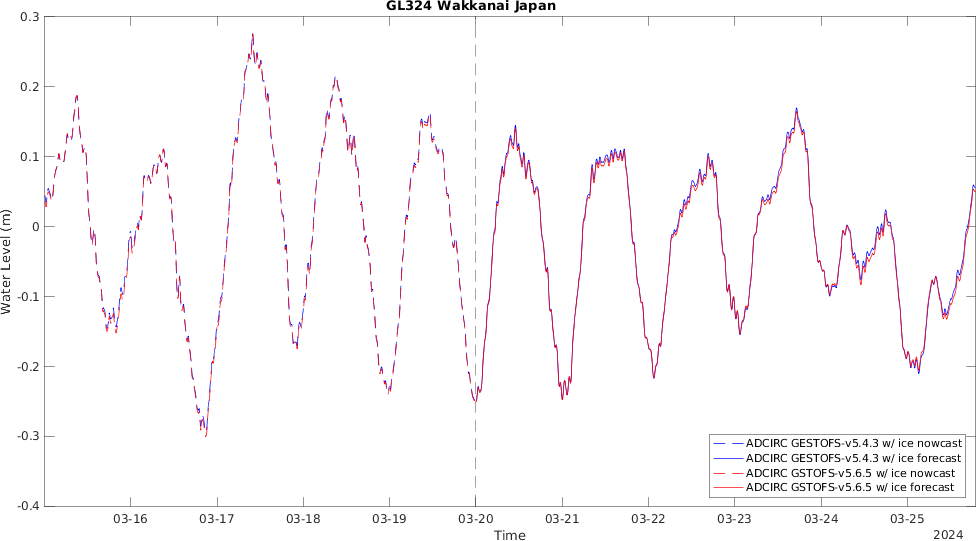 GL324 Wakkanai Japan
0.3
0.2
0.1
0
-0.1
-0.2
-0.3
-0.4
Water Level (m)
ADCIRC GESTOFS-v5.4.3 w/ ice nowcast
ADCIRC GESTOFS-v5.4.3 w/ ice forecast
ADCIRC GSTOFS-v5.6.5 w/ ice nowcast
ADCIRC GSTOFS-v5.6.5 w/ ice forecast
03-16 03-17 03-18 03-19 03-20 03-21 03-22 03-23 03-24 03-25
Time
2024